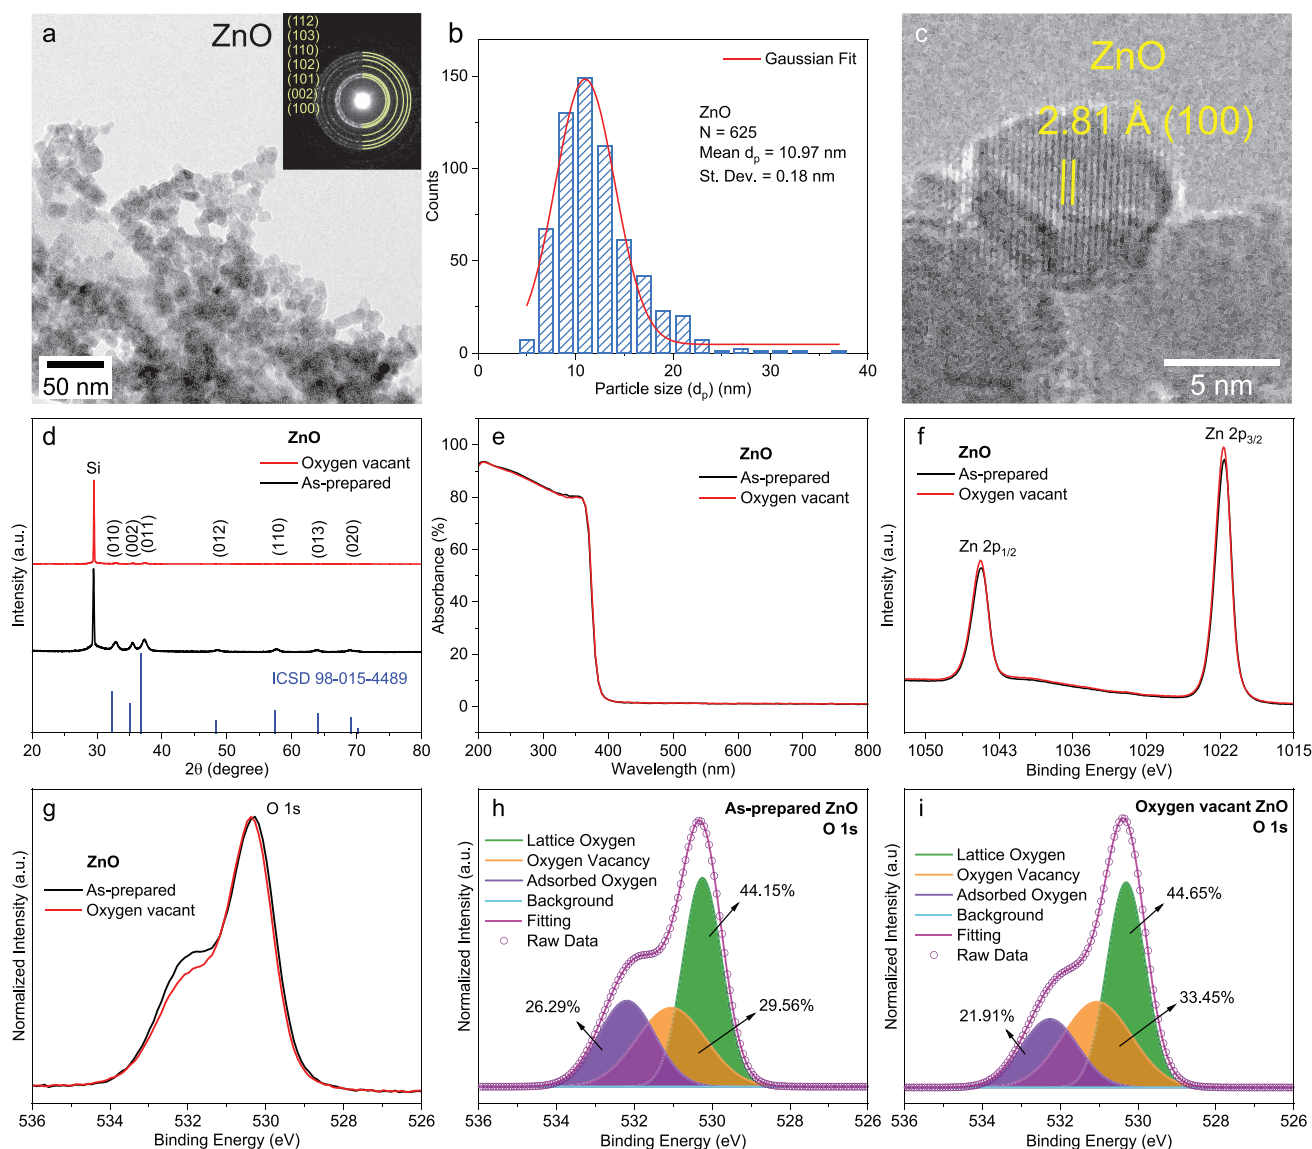 a
ZnO
(112)
(103)
(110)
(102)
(101)
(002)
(100)
50 nm
b
Gaussian Fit
ZnO
N = 625
Mean dp = 10.97 nm
St. Dev. = 0.18 nm
150
100
50
0
Counts
0 10 20 30 40
Particle size (dp) (nm)
c
ZnO
2.81 Å (100)
5 nm
d
ZnO
Oxygen vacant
As-prepared
Si
(010)
(002)
(011)
(012)
(110)
(013)
(020)
ICSD 98-015-4489
Intensity (a.u.)
20 30 40 50 60 70 80
2θ (degree)
e
ZnO
As-prepared
Oxygen vacant
100
80
60
40
20
0
Absorbance (%)
200 300 400 500 600 700 800
Wavelength (nm)
f
Zn 2p3/2
ZnO
As-prepared
Oxygen vacant
Zn 2p1/2
Intensity (a.u.)
1050 1043 1036 1029 1022 1015
Binding Energy (eV)
g
O 1s
ZnO
As-prepared
Oxygen vacant
Normalized Intensity (a.u.)
536 534 532 530 528 526
Binding Energy (eV)
h
As-prepared ZnO
O 1s
Lattice Oxygen
Oxygen Vacancy
Adsorbed Oxygen
Background
Fitting
Raw Data
44.15%
26.29%
29.56%
Normalized Intensity (a.u.)
536 534 532 530 528 526
Binding Energy (eV)
i
Oxygen vacant ZnO
O 1s
Lattice Oxygen
Oxygen Vacancy
Adsorbed Oxygen
Background
Fitting
Raw Data
44.65%
33.45%
21.91%
Normalized Intensity (a.u)
536 534 532 530 528 526
Binding Energy (eV)